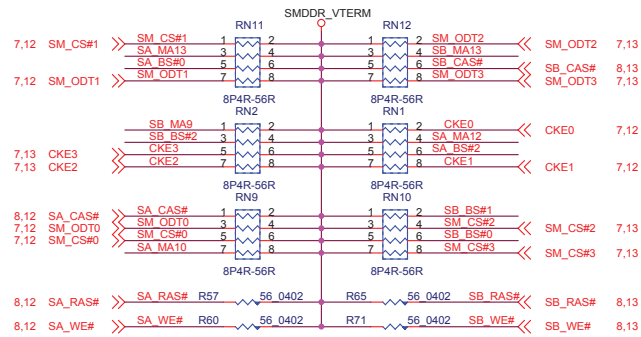 SMDDR_VTERM
RN11 RN12
7,12 SM_CS#1 SM_CS#1 1 2 1 2 SM_ODT2 SM_ODT2 7,13
SA_MA13 3 4 3 4 SB_MA13
SA_BS#0 5 6 5 6 SB_CAS# SB_CAS# 8,13
7,12 SM_ODT1 SM_ODT1 7 8 7 8 SM_ODT3 SM_ODT3 7,13
8P4R-56R 8P4R-56R
RN2 RN1
SB_MA9 1 2 1 2 CKE0 CKE0 7,12
SB_BS#2 3 4 3 4 SA_MA12
7,13 CKE3 CKE3 5 6 5 6 SA_BS#2
7,13 CKE2 CKE2 7 8 7 8 CKE1 CKE1 7,12
8P4R-56R 8P4R-56R
RN9 RN10
8,12 SA_CAS# SA_CAS# 1 2 1 2 SB_BS#1
7,12 SM_ODT0 SM_ODT0 3 4 3 4 SM_CS#2 SM_CS#2 7,13
7,12 SM_CS#0 SM_CS#0 5 6 5 6 SB_BS#0
SA_MA10 7 8 7 8 SM_CS#3 SM_CS#3 7,13
8P4R-56R 8P4R-56R
8,12 SA_RAS# SA_RAS# R57 56_0402 R65 56_0402 SB_RAS# SB_RAS# 8,13
8,12 SA_WE# SA_WE# R60 56_0402 R71 56_0402 SB_WE# SB_WE# 8,13